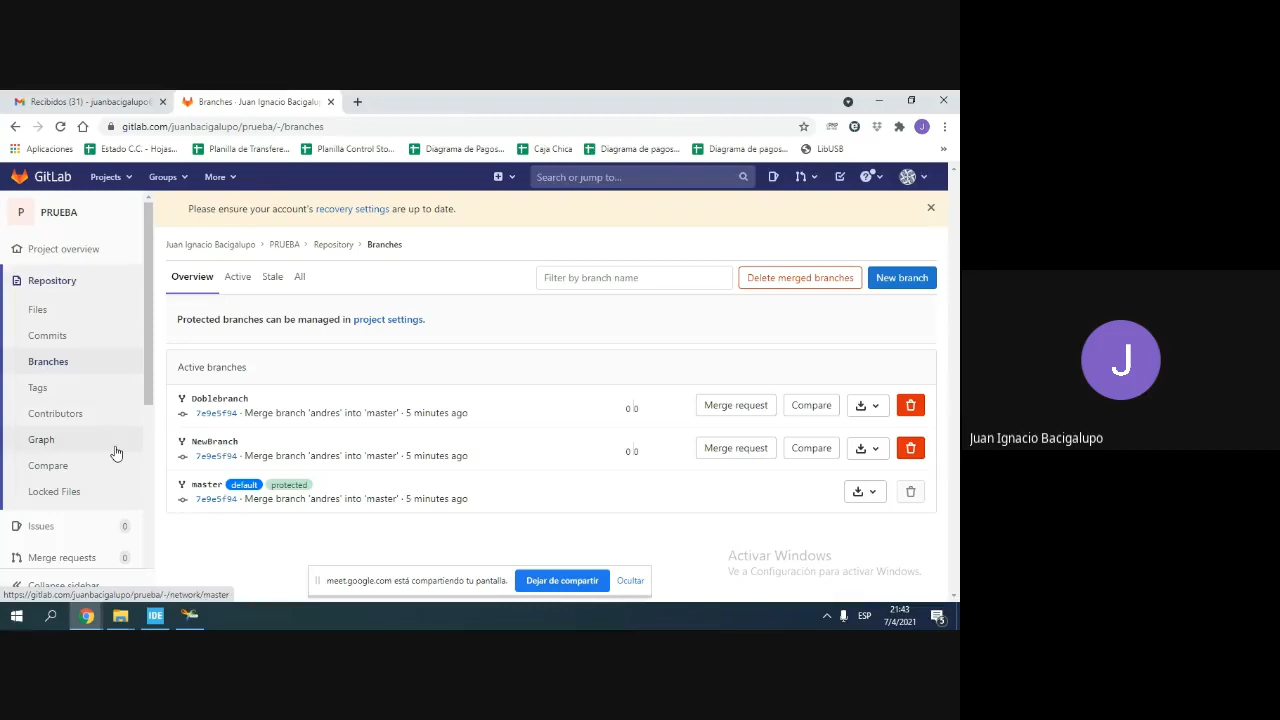 Recibidos (31) - juanbacigalupo
Branches · Juan Ignacio Bacigalu
gitlab.com/juanbacigalupo/prueba/-/branches
Aplicaciones
Estado C.C. - Hojas...
Planilla de Transfere...
Planilla Control Sto...
Diagrama de Pagos...
Caja Chica
Diagrama de pagos...
Diagrama de pagos...
LibUSB
»
GitLab
Projects
Groups
More
Search or jump to...
P PRUEBA
Please ensure your account's recovery settings are up to date.
Project overview
Juan Ignacio Bacigalupo > PRUEBA > Repository > Branches
Repository
Overview Active Stale All
Filter by branch name
Delete merged branches
New branch
Files
Commits
Protected branches can be managed in project settings.
Branches
Active branches
Tags
Doblebranch
7e9e5f94 · Merge branch 'andres' into 'master' · 5 minutes ago
0 0
Merge request
Compare
Contributors
Graph
NewBranch
7e9e5f94 · Merge branch 'andres' into 'master' · 5 minutes ago
0 0
Merge request
Compare
Compare
master default protected
7e9e5f94 · Merge branch 'andres' into 'master' · 5 minutes ago
Locked Files
Issues 0
Merge requests 0
Collapse sidebar
Activar Windows
Ve a Configuración para activar Windows.
meet.google.com está compartiendo tu pantalla.
Dejar de compartir
Ocultar
https://gitlab.com/juanbacigalupo/prueba/-/network/master
IDE
ESP
21:43
7/4/2021
5
J
J
Juan Ignacio Bacigalupo